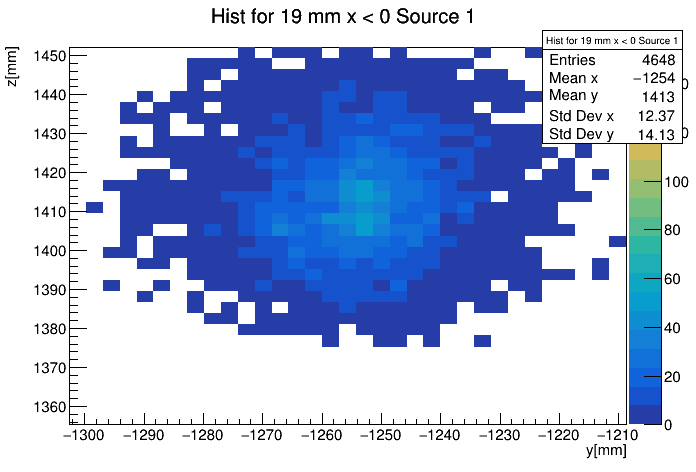 Hist for 19 mm x < 0 Source 1
z[mm]
1450
1440
1430
1420
1410
1400
1390
1380
1370
1360
Hist for 19 mm x < 0 Source 1
Entries 4648
Mean x −1254
Mean y 1413
Std Dev x 12.37
Std Dev y 14.13
0
0
100
80
60
40
20
0
−1300 −1290 −1280 −1270 −1260 −1250 −1240 −1230 −1220 −1210
y[mm]